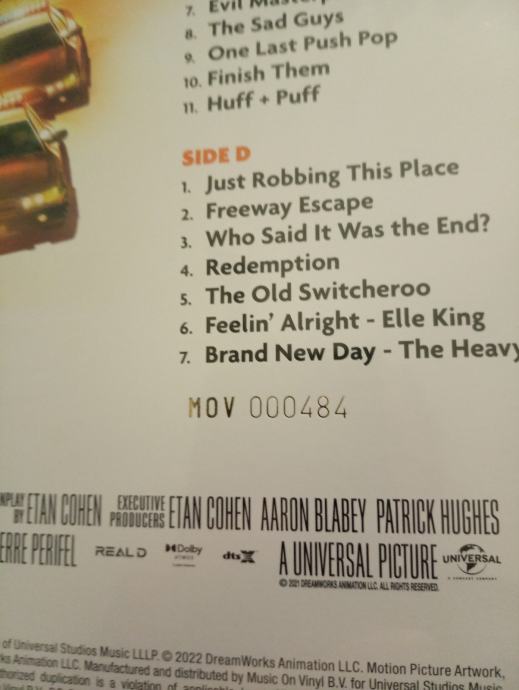 7. Evil
8. The Sad Guys
9. One Last Push Pop
10. Finish Them
11. Huff + Puff
SIDE D
1. Just Robbing This Place
2. Freeway Escape
3. Who Said It Was the End?
4. Redemption
5. The Old Switcheroo
6. Feelin' Alright - Elle King
7. Brand New Day - The Heavy
MOV 000484
BY ETAN COHEN EXECUTIVE PRODUCERS ETAN COHEN AARON BLABEY PATRICK HUGHES
PERIFEL REAL D Dolby ATMOS dts X A UNIVERSAL PICTURE UNIVERSAL
© 2021 DREAMWORKS ANIMATION LLC. ALL RIGHTS RESERVED.
of Universal Studios Music LLLP. © 2022 DreamWorks Animation LLC. Motion Picture Artwork,
Animation LLC. Manufactured and distributed by Music On Vinyl B.V. for Universal Studios Music
duplication is a violation of